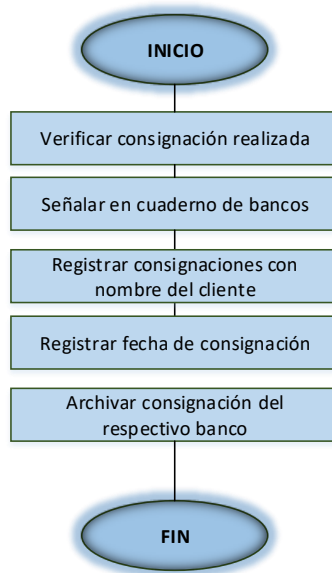 INICIO
Verificar consignación realizada
Señalar en cuaderno de bancos
Registrar consignaciones con
nombre del cliente
Registrar fecha de consignación
Archivar consignación del
respectivo banco
FIN